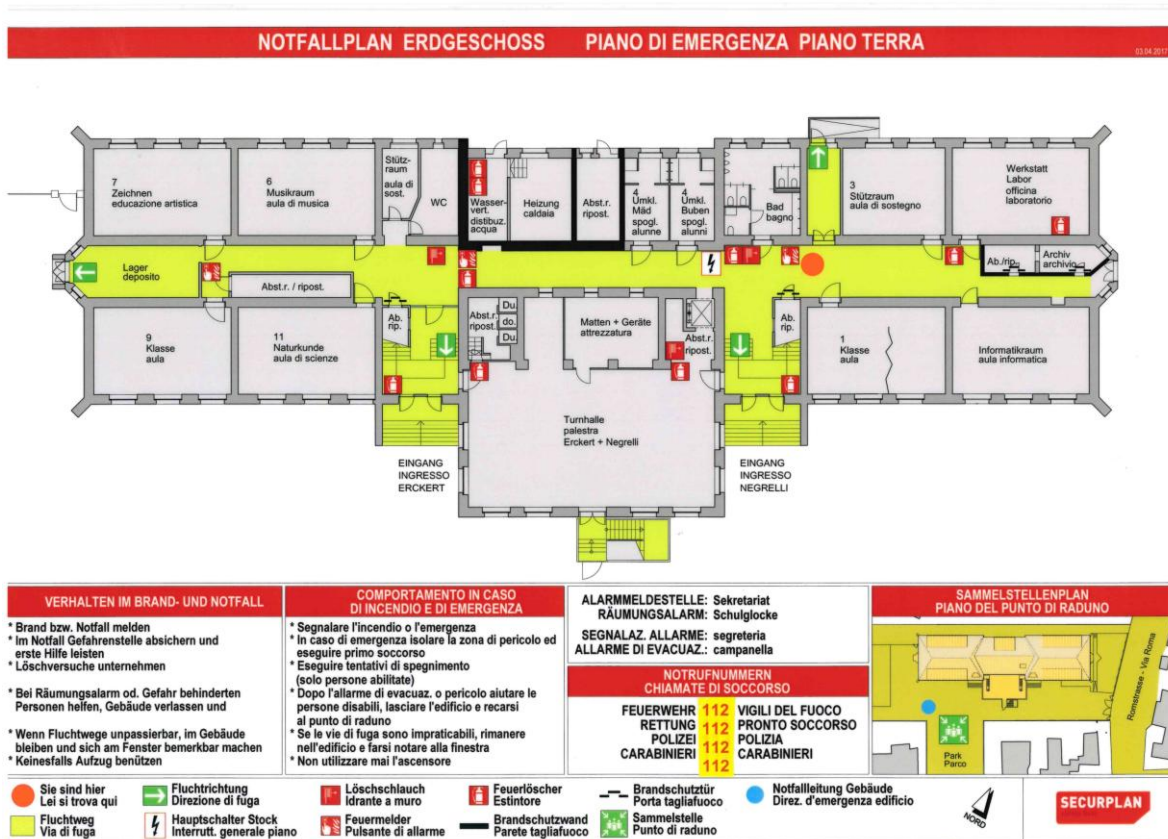 NOTFALLPLAN ERDGESCHOSS PIANO DI EMERGENZA PIANO TERRA
03.04.2017
7
Zeichnen
educazione artistica
6
Musikraum
aula di musica
Stütz-
raum
aula di
sost.
WC
Wasser-
vert.
distibuz.
acqua
Heizung
caldaia
Abst.r.
ripost.
4
Umkl.
Mäd
spogl.
alunne
4
Umkl.
Buben
spogl.
alunni
Bad
bagno
3
Stützraum
aula di sostegno
Werkstatt
Labor
officina
laboratorio
Lager
deposito
Abst.r. / ripost.
Ab./rip.
Archiv
archivio
9
Klasse
aula
11
Naturkunde
aula di scienze
Ab.
rip.
Abst.r.
ripost.
Du.
do.
Du.
Matten + Geräte
attrezzatura
Abst.r.
ripost.
Ab.
rip.
1
Klasse
aula
Informatikraum
aula informatica
Turnhalle
palestra
Erckert + Negrelli
EINGANG
INGRESSO
ERCKERT
EINGANG
INGRESSO
NEGRELLI
VERHALTEN IM BRAND- UND NOTFALL
* Brand bzw. Notfall melden
* Im Notfall Gefahrenstelle absichern und
erste Hilfe leisten
* Löschversuche unternehmen
* Bei Räumungsalarm od. Gefahr behinderten
Personen helfen, Gebäude verlassen und
* Wenn Fluchtwege unpassierbar, im Gebäude
bleiben und sich am Fenster bemerkbar machen
* Keinesfalls Aufzug benützen
COMPORTAMENTO IN CASO
DI INCENDIO E DI EMERGENZA
* Segnalare l'incendio o l'emergenza
* In caso di emergenza isolare la zona di pericolo ed
eseguire primo soccorso
* Eseguire tentativi di spegnimento
(solo persone abilitate)
* Dopo l'allarme di evacuaz. o pericolo aiutare le
persone disabili, lasciare l'edificio e recarsi
al punto di raduno
* Se le vie di fuga sono impraticabili, rimanere
nell'edificio e farsi notare alla finestra
* Non utilizzare mai l'ascensore
ALARMMELDESTELLE: Sekretariat
RÄUMUNGSALARM: Schulglocke
SEGNALAZ. ALLARME: segreteria
ALLARME DI EVACUAZ.: campanella
NOTRUFNUMMERN
CHIAMATE DI SOCCORSO
FEUERWEHR 112 VIGILI DEL FUOCO
RETTUNG 112 PRONTO SOCCORSO
POLIZEI 112 POLIZIA
CARABINIERI 112 CARABINIERI
SAMMELSTELLENPLAN
PIANO DEL PUNTO DI RADUNO
Romstrasse - Via Roma
Park
Parco
Sie sind hier
Lei si trova qui
Fluchtrichtung
Direzione di fuga
Löschschlauch
Idrante a muro
Feuerlöscher
Estintore
Brandschutztür
Porta tagliafuoco
Notfallleitung Gebäude
Direz. d'emergenza edificio
Fluchtweg
Via di fuga
Hauptschalter Stock
Interrutt. generale piano
Feuermelder
Pulsante di allarme
Brandschutzwand
Parete tagliafuoco
Sammelstelle
Punto di raduno
NORD
SECURPLAN